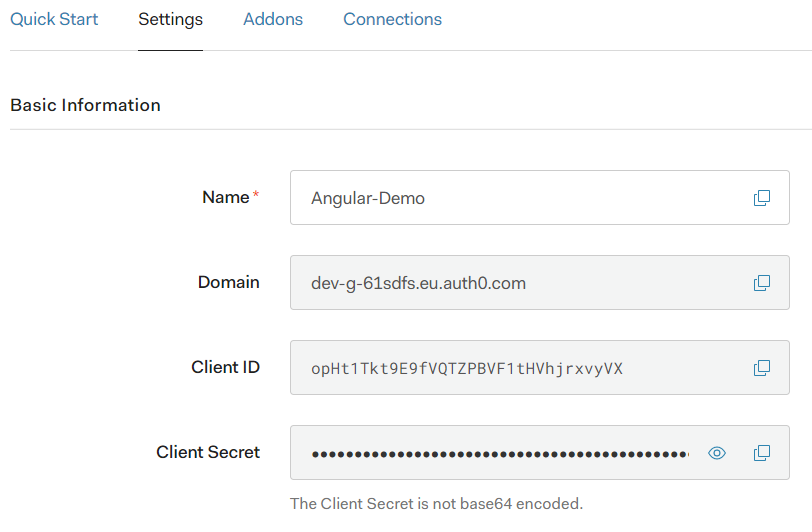 Quick Start Settings Addons Connections
Basic Information
Name * Angular-Demo
Domain dev-g-61sdfs.eu.auth0.com
Client ID opHt1Tkt9E9fVQTZPBVF1tHVhjrxvyVX
Client Secret ••••••••••••••••••••••••••••••••••••••••••••
The Client Secret is not base64 encoded.